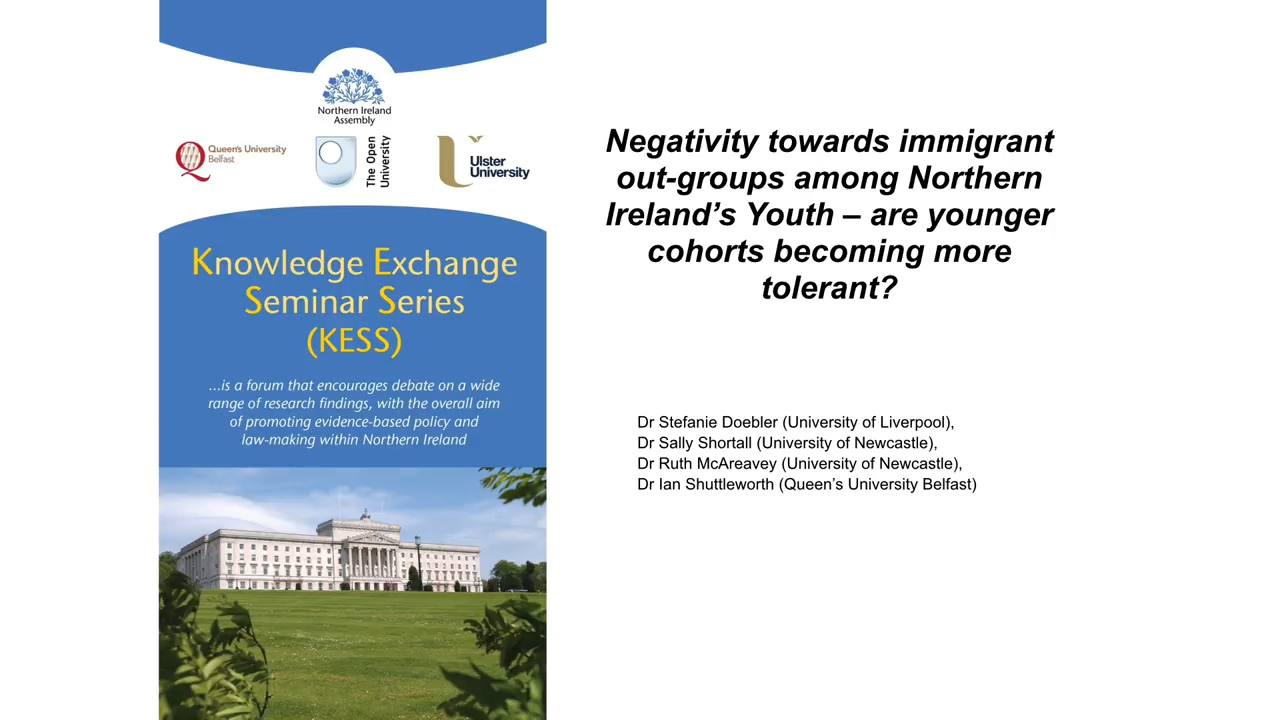 Northern Ireland
Assembly
Queen's University
Belfast
The Open
University
Ulster
University
Knowledge Exchange
Seminar Series
(KESS)
...is a forum that encourages debate on a wide
range of research findings, with the overall aim
of promoting evidence-based policy and
law-making within Northern Ireland
Negativity towards immigrant
out-groups among Northern
Ireland’s Youth – are younger
cohorts becoming more
tolerant?
Dr Stefanie Doebler (University of Liverpool),
Dr Sally Shortall (University of Newcastle),
Dr Ruth McAreavey (University of Newcastle),
Dr Ian Shuttleworth (Queen’s University Belfast)